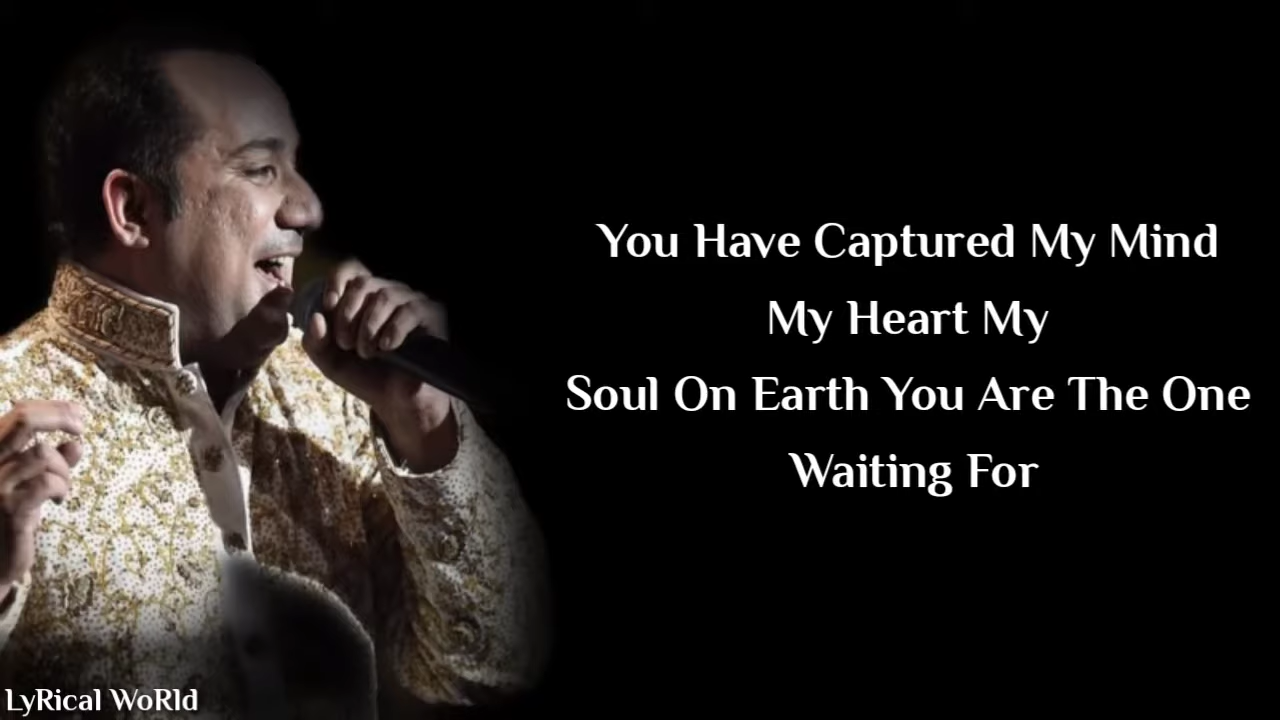 You Have Captured My Mind
My Heart My
Soul On Earth You Are The One
Waiting For
LyRical WoRld